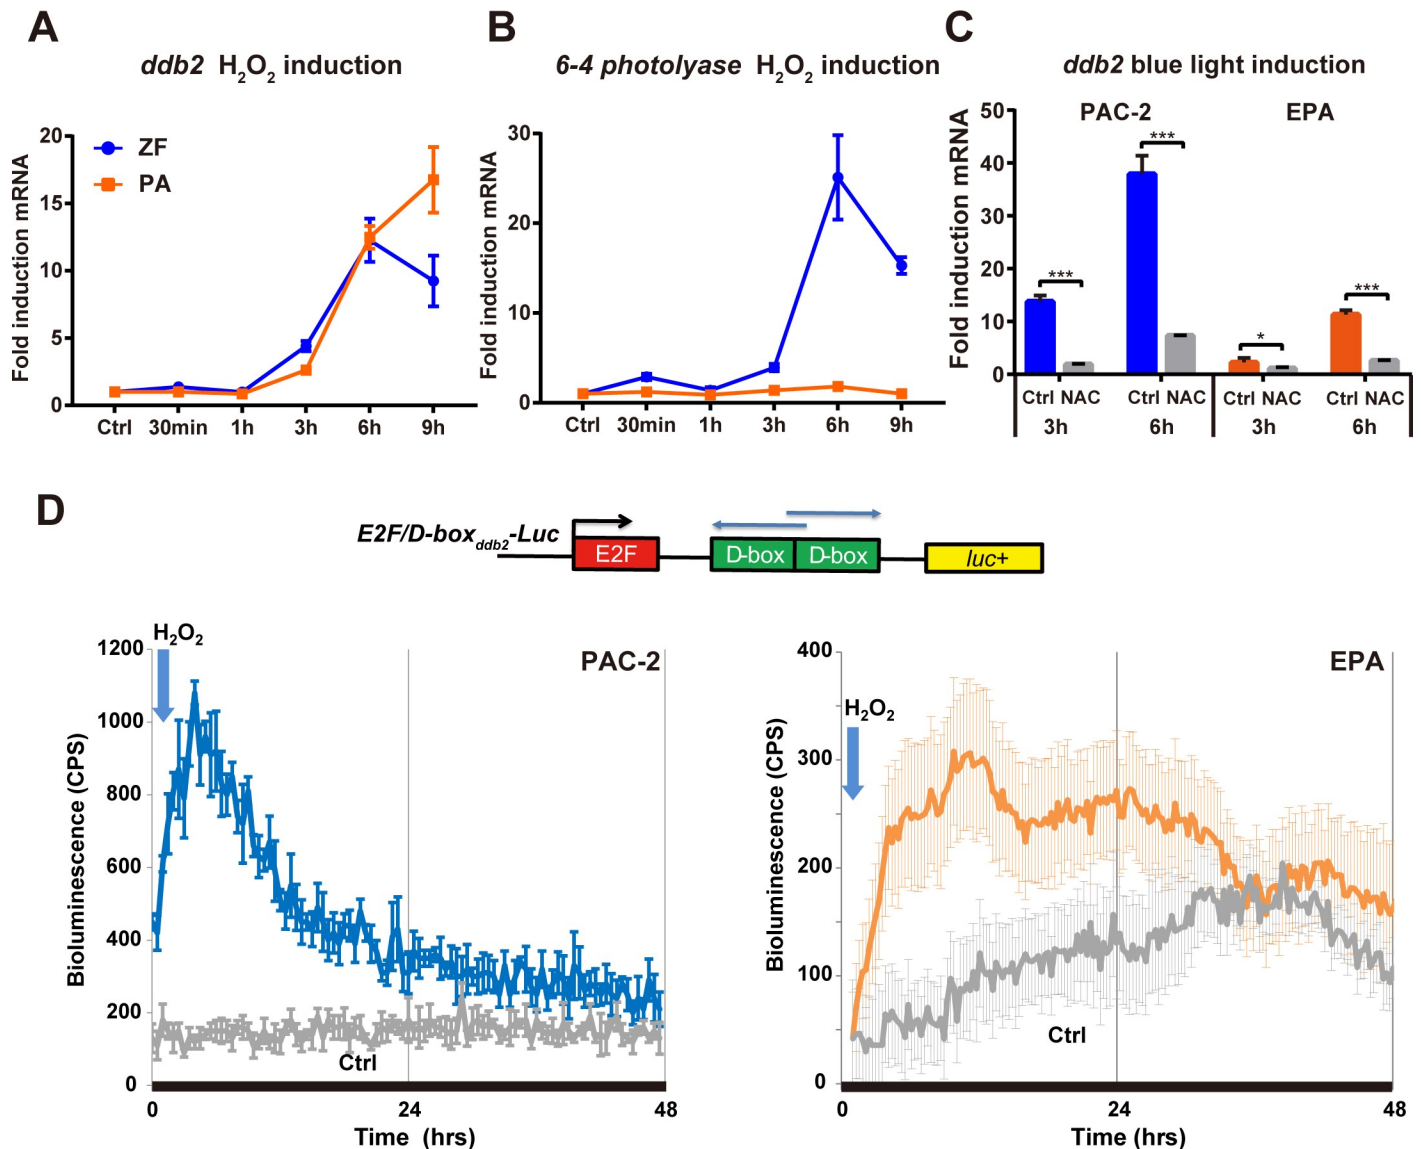 A
ddb2 H₂O₂ induction
Fold induction mRNA
20
15
10
5
0
ZF
PA
Ctrl 30min 1h 3h 6h 9h
B
6-4 photolyase H₂O₂ induction
Fold induction mRNA
30
20
10
0
Ctrl 30min 1h 3h 6h 9h
C
ddb2 blue light induction
Fold induction mRNA
50
40
30
20
10
0
PAC-2 EPA
***
***
*
***
Ctrl NAC Ctrl NAC Ctrl NAC Ctrl NAC
3h 6h 3h 6h
D
E2F/D-box ddb2-Luc
E2F D-box D-box luc+
H₂O₂
PAC-2
Bioluminescence (CPS)
1200
1000
800
600
400
200
0
Ctrl
0 24 48
Time (hrs)
H₂O₂
EPA
Bioluminescence (CPS)
400
300
200
100
0
Ctrl
0 24 48
Time (hrs)